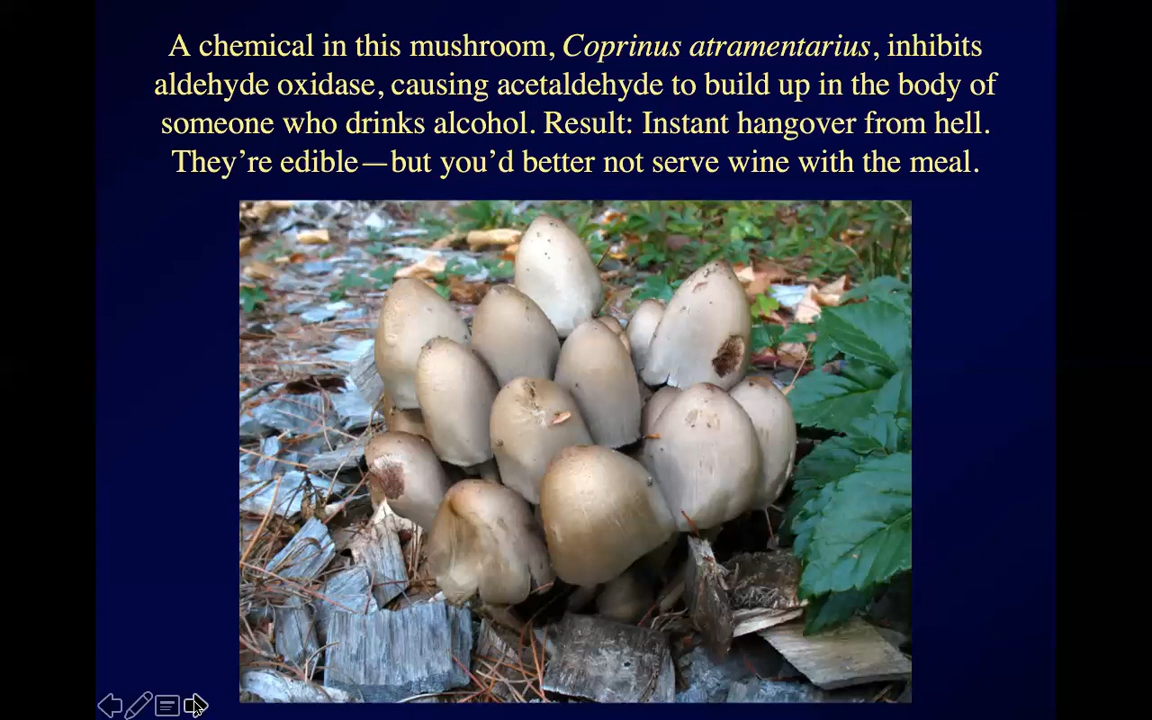 A chemical in this mushroom, Coprinus atramentarius, inhibits
aldehyde oxidase, causing acetaldehyde to build up in the body of
someone who drinks alcohol. Result: Instant hangover from hell.
They’re edible—but you’d better not serve wine with the meal.